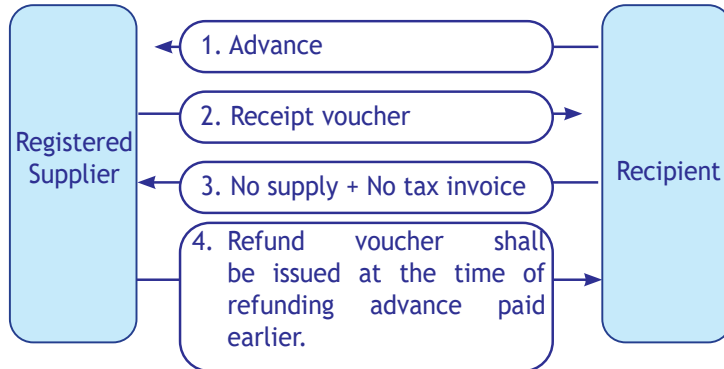 1. Advance
2. Receipt voucher
Registered
Supplier
3. No supply + No tax invoice
Recipient
4. Refund voucher shall
be issued at the time of
refunding advance paid
earlier.